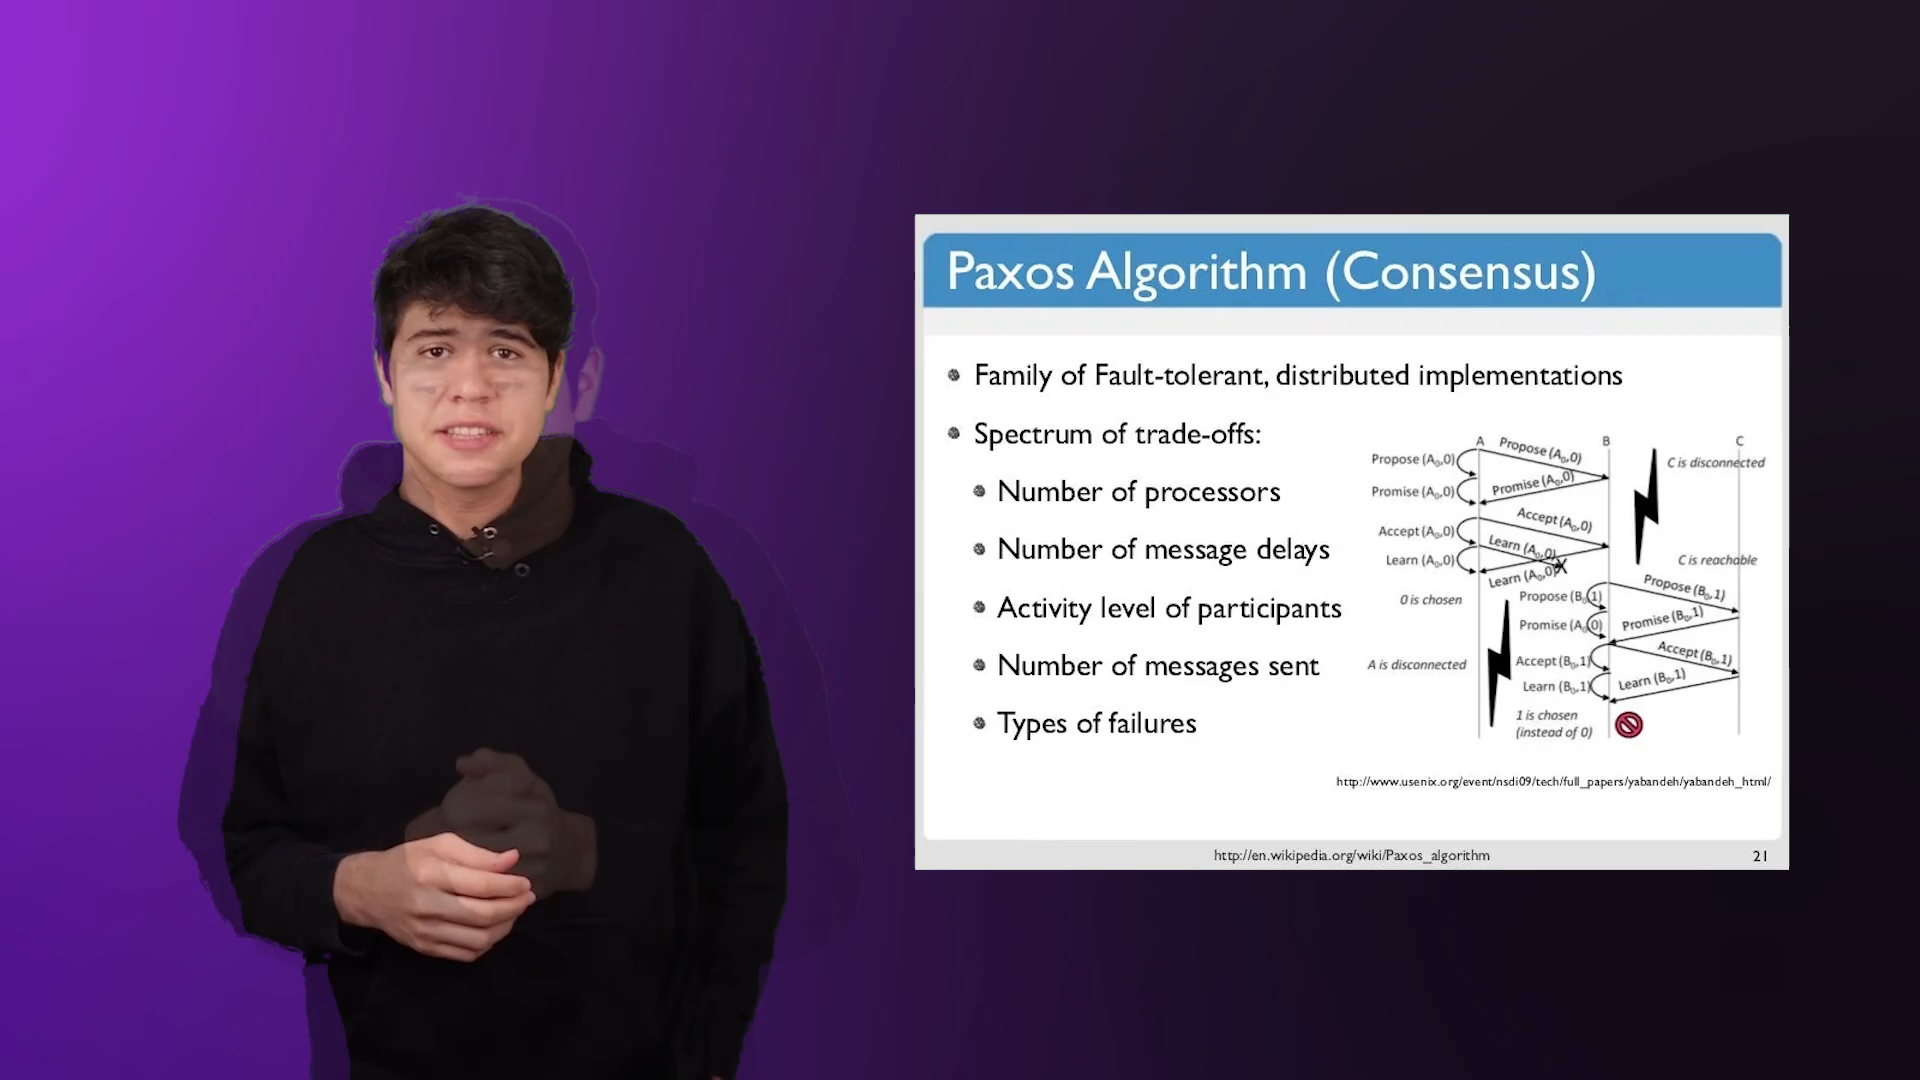 Paxos Algorithm (Consensus)
Family of Fault-tolerant, distributed implementations
Spectrum of trade-offs:
Number of processors
Number of message delays
Activity level of participants
Number of messages sent
Types of failures
A
B
C
Propose (A₀,0)
Propose (A₀,0)
C is disconnected
Promise (A₀,0)
Promise (A₀,0)
Accept (A₀,0)
Accept (A₀,0)
Learn (A₀,0)
Learn (A₀,0)
X
Learn (A₀,0)
C is reachable
0 is chosen
Propose (B₀,1)
Propose (B₀,1)
Promise (A₀,0)
Promise (B₀,1)
A is disconnected
Accept (B₀,1)
Accept (B₀,1)
Learn (B₀,1)
Learn (B₀,1)
1 is chosen
(instead of 0)
http://www.usenix.org/event/nsdi09/tech/full_papers/yabandeh/yabandeh_html/
http://en.wikipedia.org/wiki/Paxos_algorithm
21